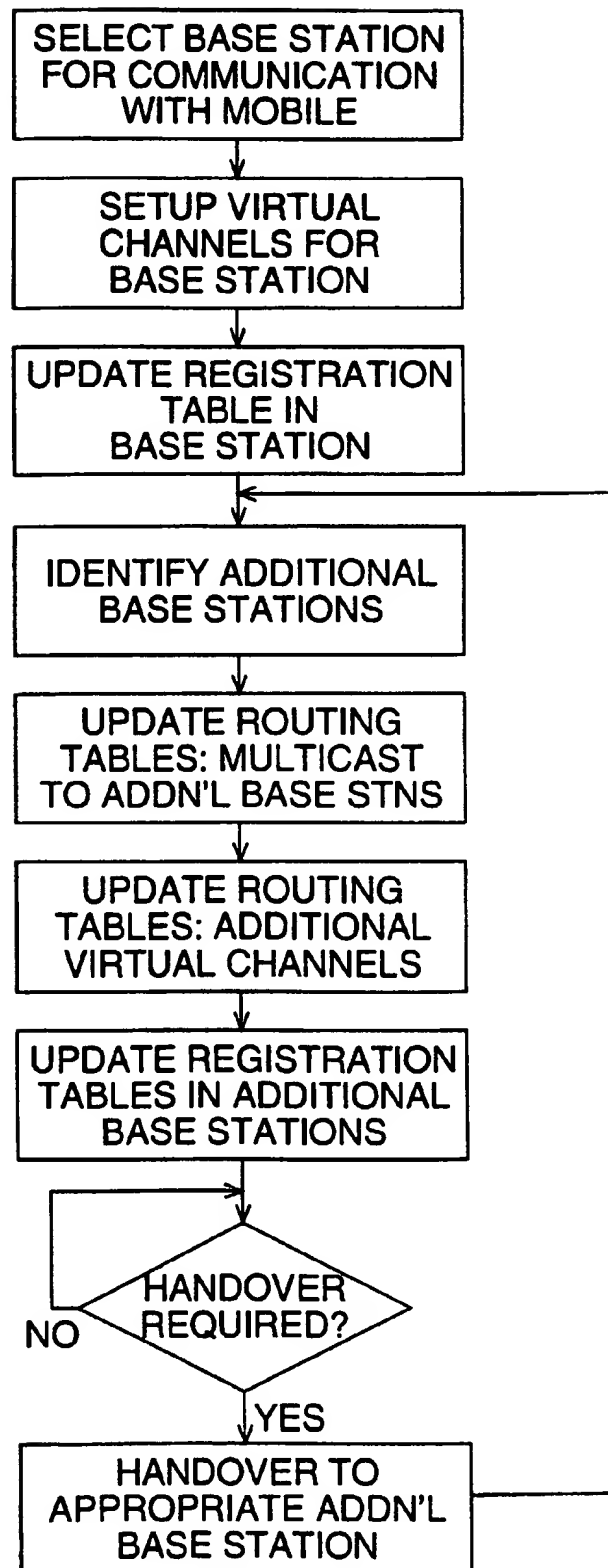 SELECT BASE STATION
FOR COMMUNICATION
WITH MOBILE
SETUP VIRTUAL
CHANNELS FOR
BASE STATION
UPDATE REGISTRATION
TABLE IN
BASE STATION
IDENTIFY ADDITIONAL
BASE STATIONS
UPDATE ROUTING
TABLES: MULTICAST
TO ADDN'L BASE STNS
UPDATE ROUTING
TABLES: ADDITIONAL
VIRTUAL CHANNELS
UPDATE REGISTRATION
TABLES IN ADDITIONAL
BASE STATIONS
HANDOVER
REQUIRED?
NO
YES
HANDOVER TO
APPROPRIATE ADDN'L
BASE STATION